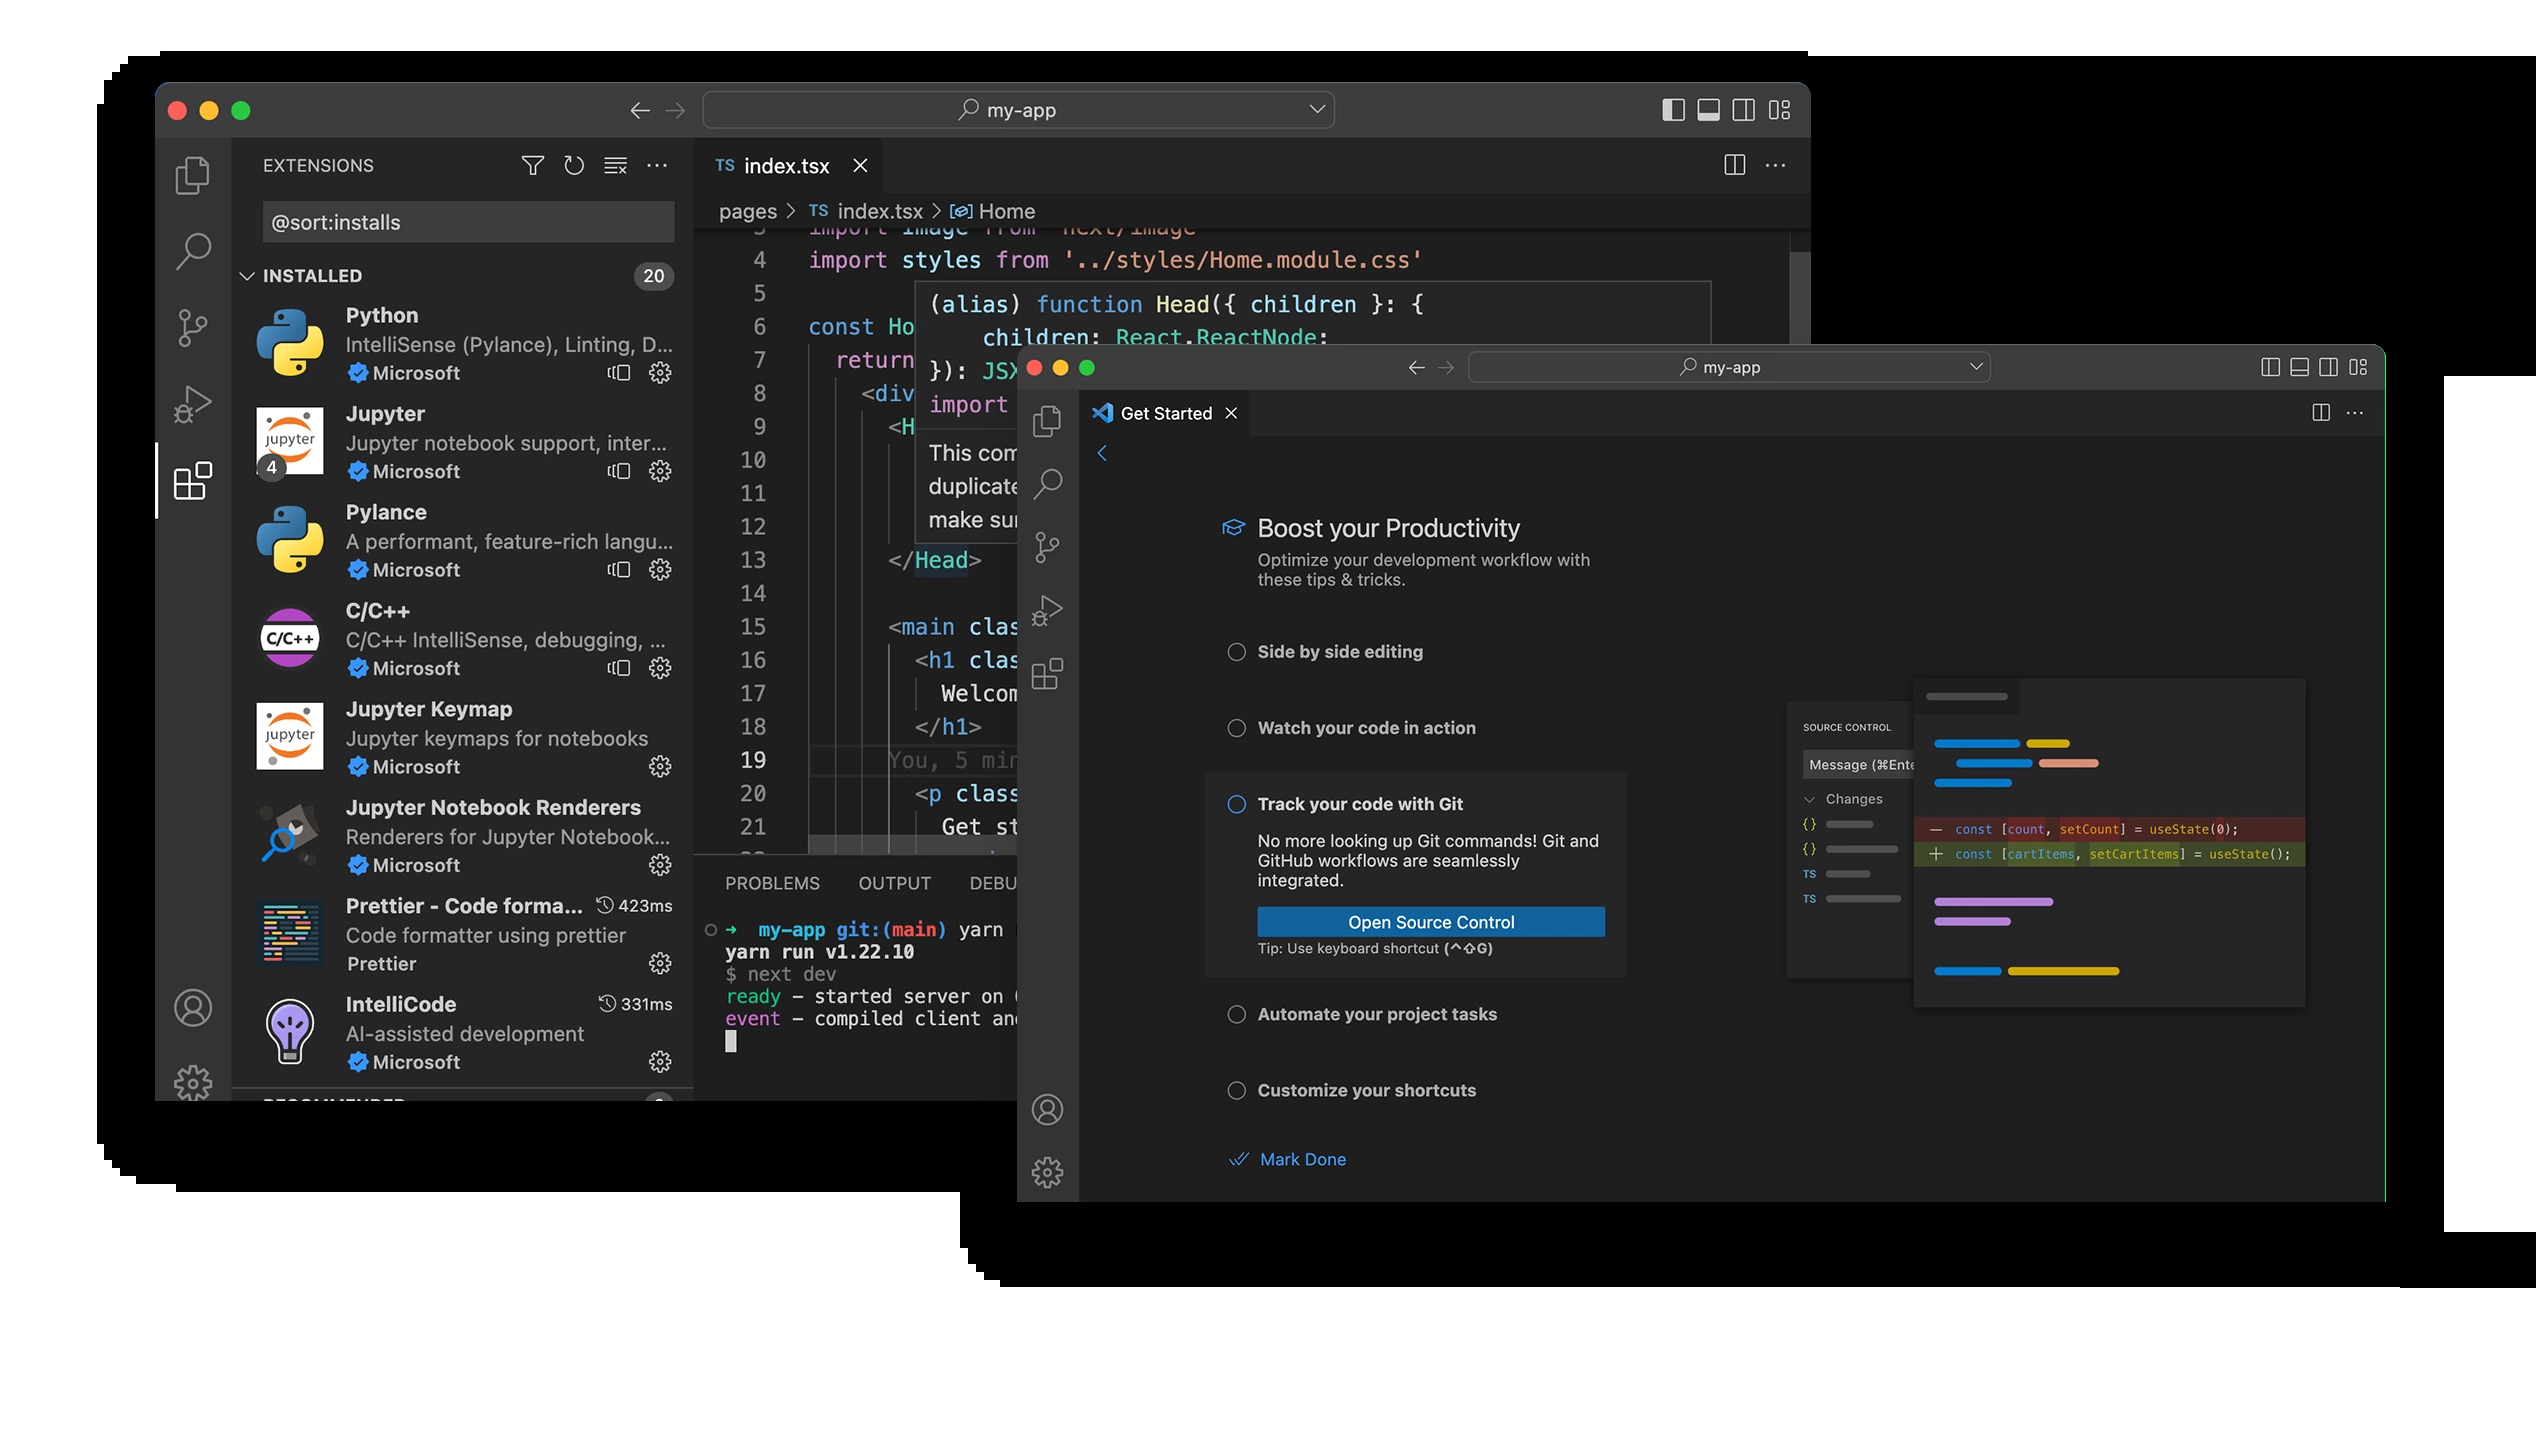 my-app
EXTENSIONS
@sort:installs
INSTALLED 20
Python
IntelliSense (Pylance), Linting, D...
Microsoft
jupyter
4
Jupyter
Jupyter notebook support, inter...
Microsoft
Pylance
A performant, feature-rich langu...
Microsoft
C/C++
C/C++
C/C++ IntelliSense, debugging, ...
Microsoft
jupyter
Jupyter Keymap
Jupyter keymaps for notebooks
Microsoft
Jupyter Notebook Renderers
Renderers for Jupyter Notebook...
Microsoft
Prettier - Code forma... 423ms
Code formatter using prettier
Prettier
IntelliCode 331ms
AI-assisted development
Microsoft
TS index.tsx
pages > TS index.tsx > Home
3 import Image from 'next/image'
4 import styles from '../styles/Home.module.css'
5
6 const Ho
7 return
8 <div
9 <H
10
11
12
13 </Head>
14
15 <main clas
16 <h1 clas
17 Welcom
18 </h1>
19 You, 5 min
20 <p class
21 Get st
(alias) function Head({ children }: {
children: React.ReactNode;
}): JSX
import
This com
duplicate
make sur
PROBLEMS OUTPUT DEBU
➜ my-app git:(main) yarn
yarn run v1.22.10
$ next dev
ready – started server on
event – compiled client an
my-app
Get Started
Boost your Productivity
Optimize your development workflow with
these tips & tricks.
Side by side editing
Watch your code in action
Track your code with Git
No more looking up Git commands! Git and
GitHub workflows are seamlessly
integrated.
Open Source Control
Tip: Use keyboard shortcut (⌃⇧G)
Automate your project tasks
Customize your shortcuts
Mark Done
SOURCE CONTROL
Message (⌘Ente
Changes
{}
{}
TS
TS
— const [count, setCount] = useState(0);
+ const [cartItems, setCartItems] = useState();